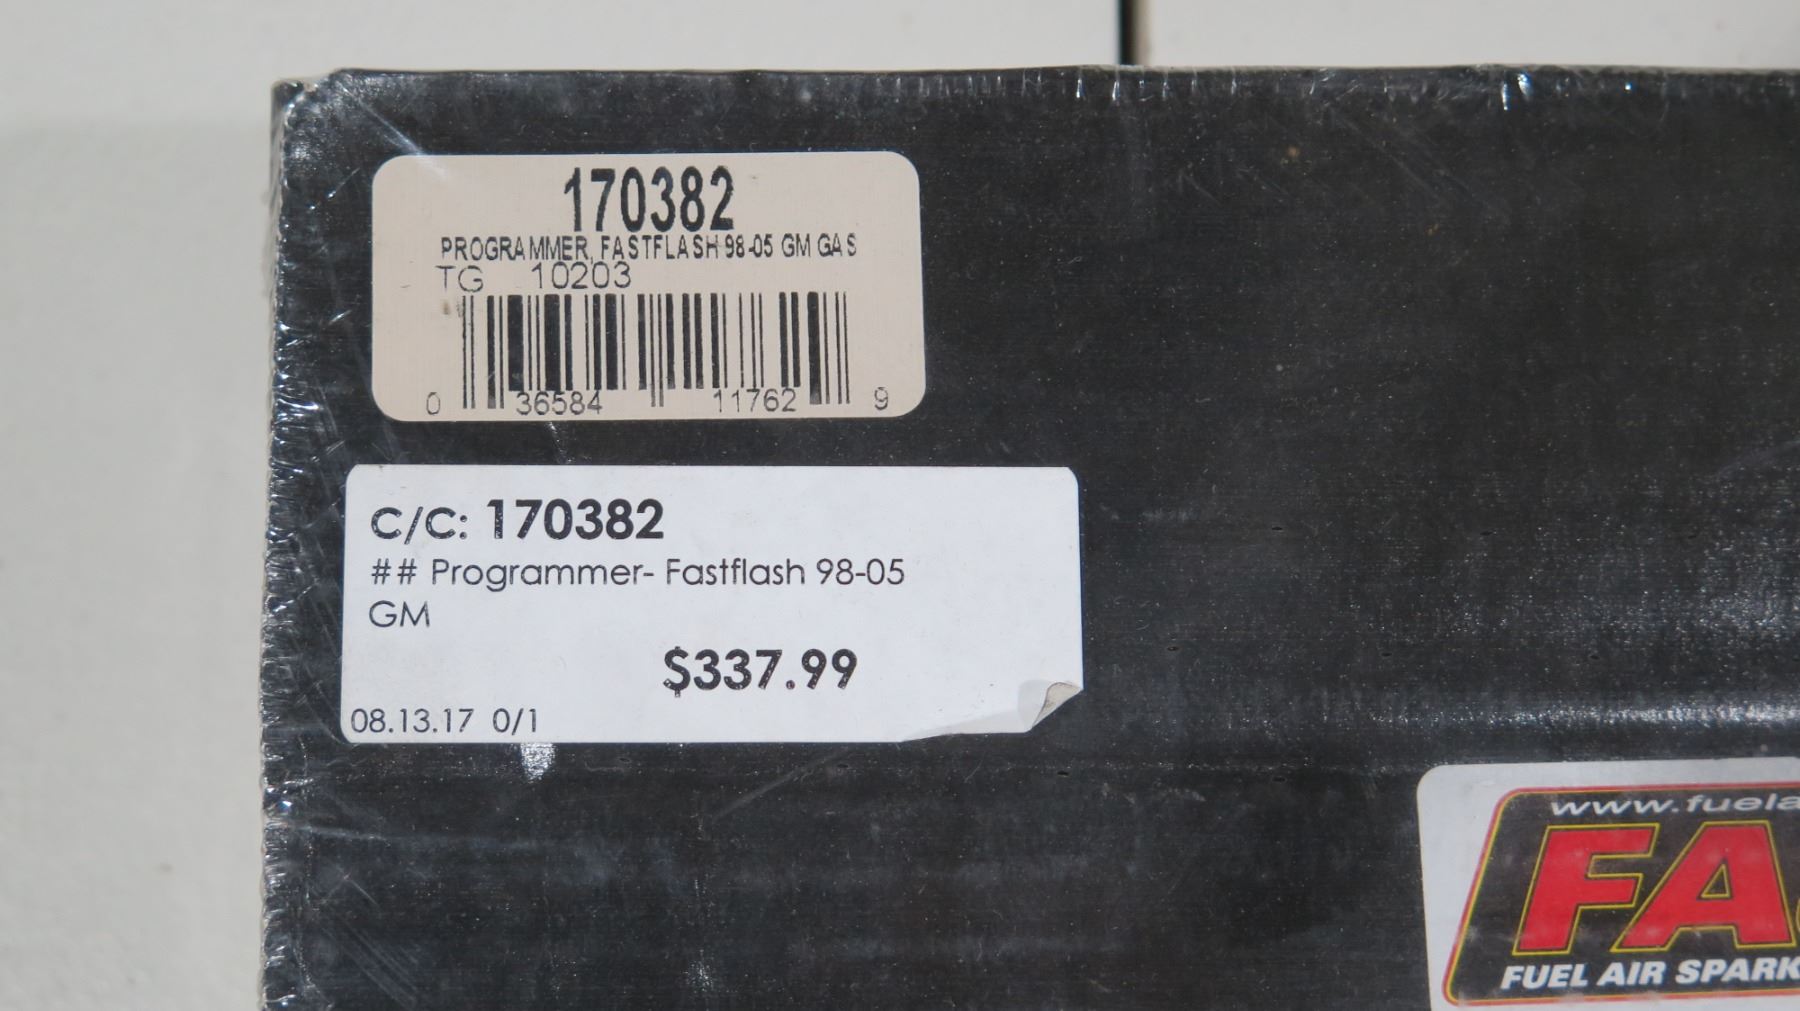 170382
PROGRAMMER, FASTFLASH 98-05 GM GAS
TG 10203
0 36584 11762 9
C/C: 170382
## Programmer- Fastflash 98-05
GM
$337.99
08.13.17 0/1
www.fuela
FA
FUEL AIR SPARK